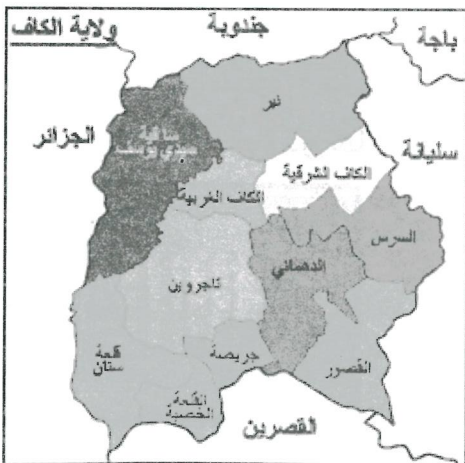 ولاية الكاف
جندوبة
باجة
الجزائر
نبر
ساقية
سيدي يوسف
سليانة
الكاف الشرقية
الكاف الغربية
السرس
الدهماني
تاجروين
قلعة
سنان
جريصة
القصور
القلعة
الخصبة
القصرين